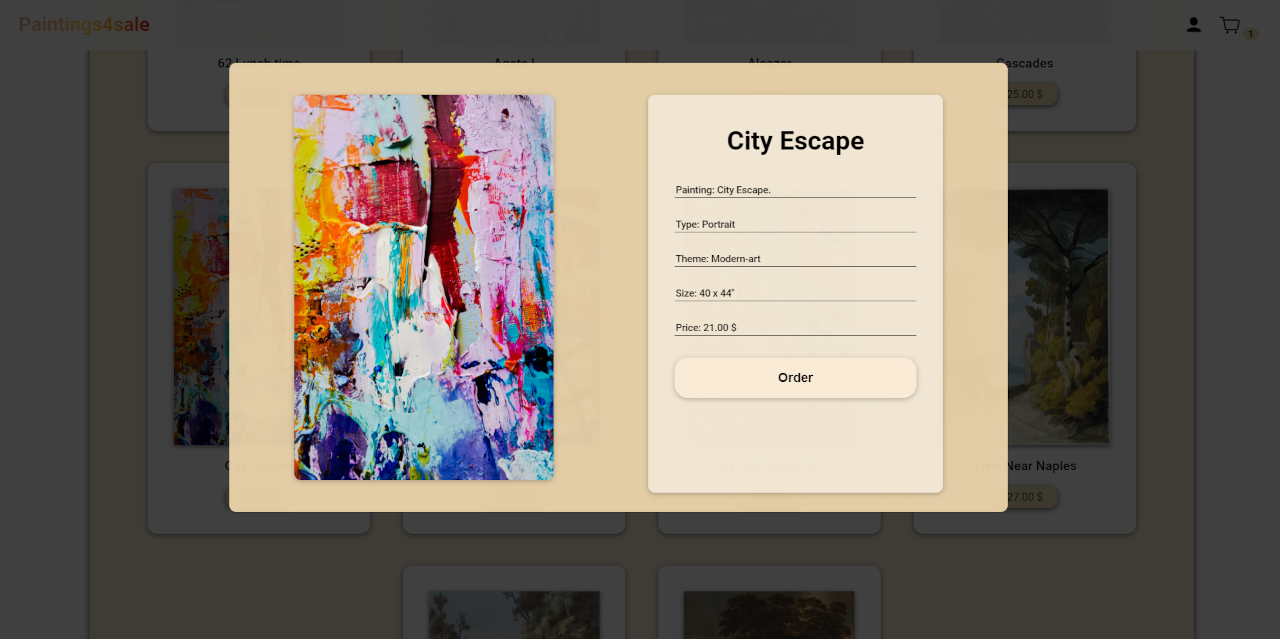 Paintings4sale
1
62 Lunch time
Agate I
Alcazar
Cascades
25.00 $
City Escape
Painting: City Escape.
Type: Portrait
Theme: Modern-art
Size: 40 x 44"
Price: 21.00 $
Order
City Escape
View Near Naples
27.00 $